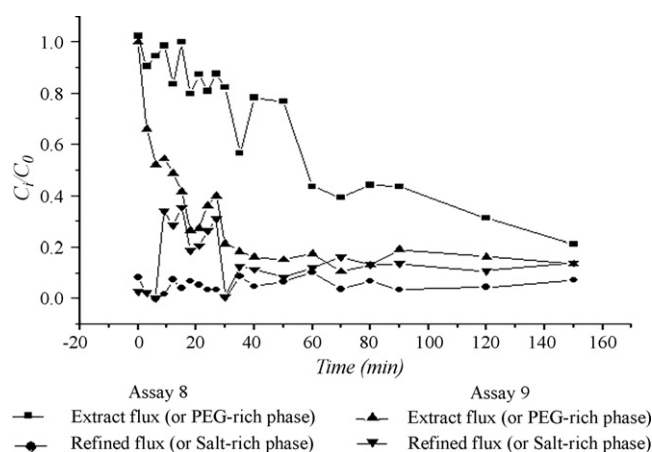 1.0
0.8
0.6
0.4
0.2
0.0
Ci/C0
-20 0 20 40 60 80 100 120 140 160
Time (min)
Assay 8 Assay 9
Extract flux (or PEG-rich phase) Extract flux (or PEG-rich phase)
Refined flux (or Salt-rich phase) Refined flux (or Salt-rich phase)